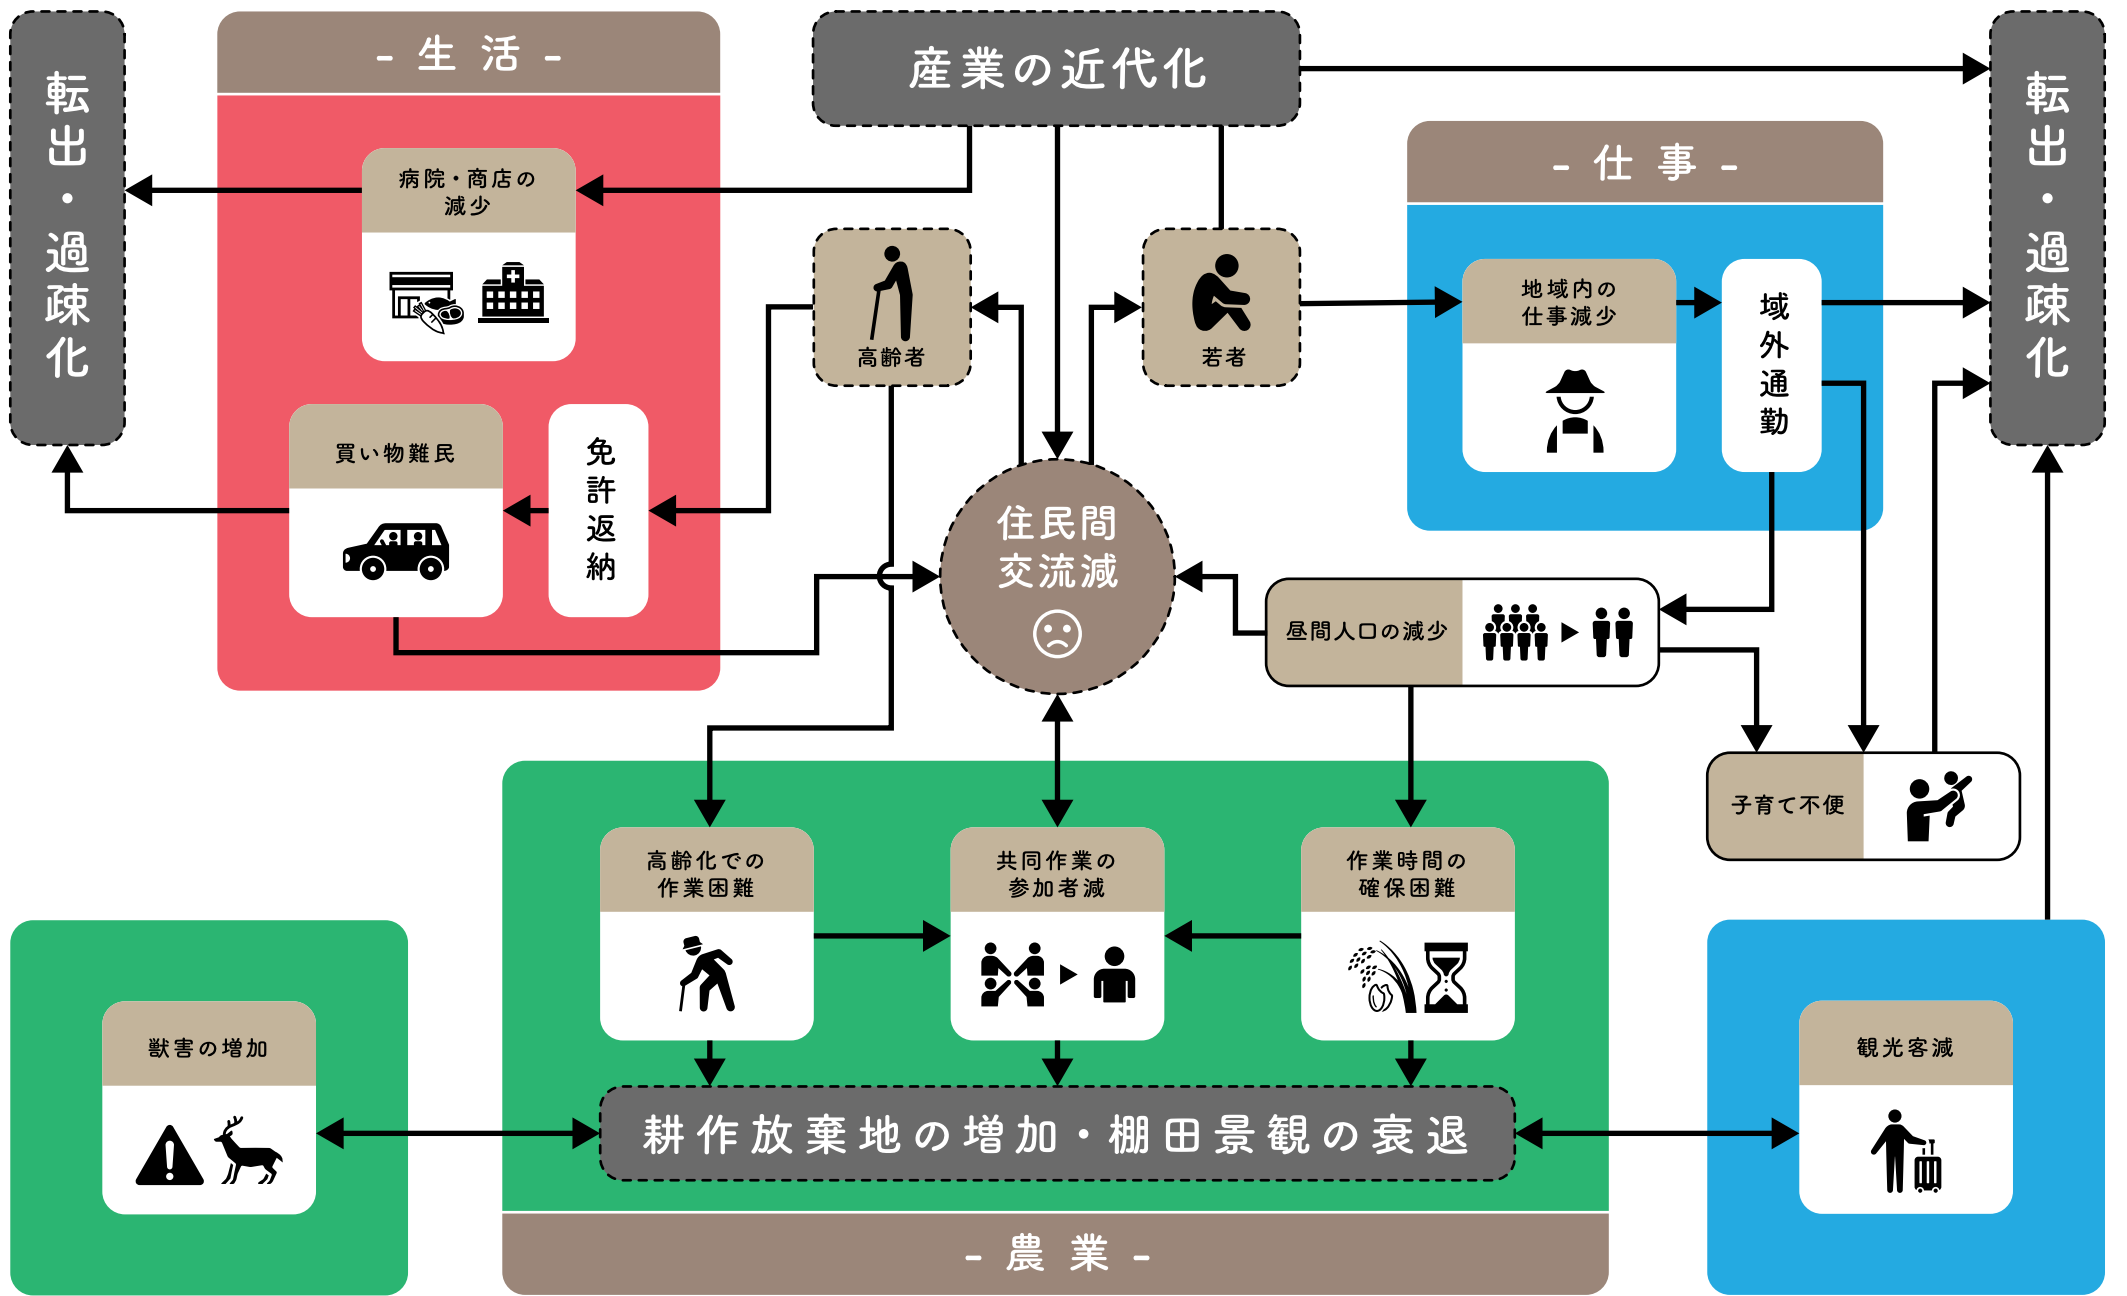 転出・過疎化
- 生 活 -
産業の近代化
転出・過疎化
- 仕 事 -
病院・商店の
減少
高齢者
若者
地域内の
仕事減少
域外通勤
買い物難民
免許返納
住民間
交流減
昼間人口の減少
子育て不便
高齢化での
作業困難
共同作業の
参加者減
作業時間の
確保困難
獣害の増加
観光客減
耕作放棄地の増加・棚田景観の衰退
- 農 業 -